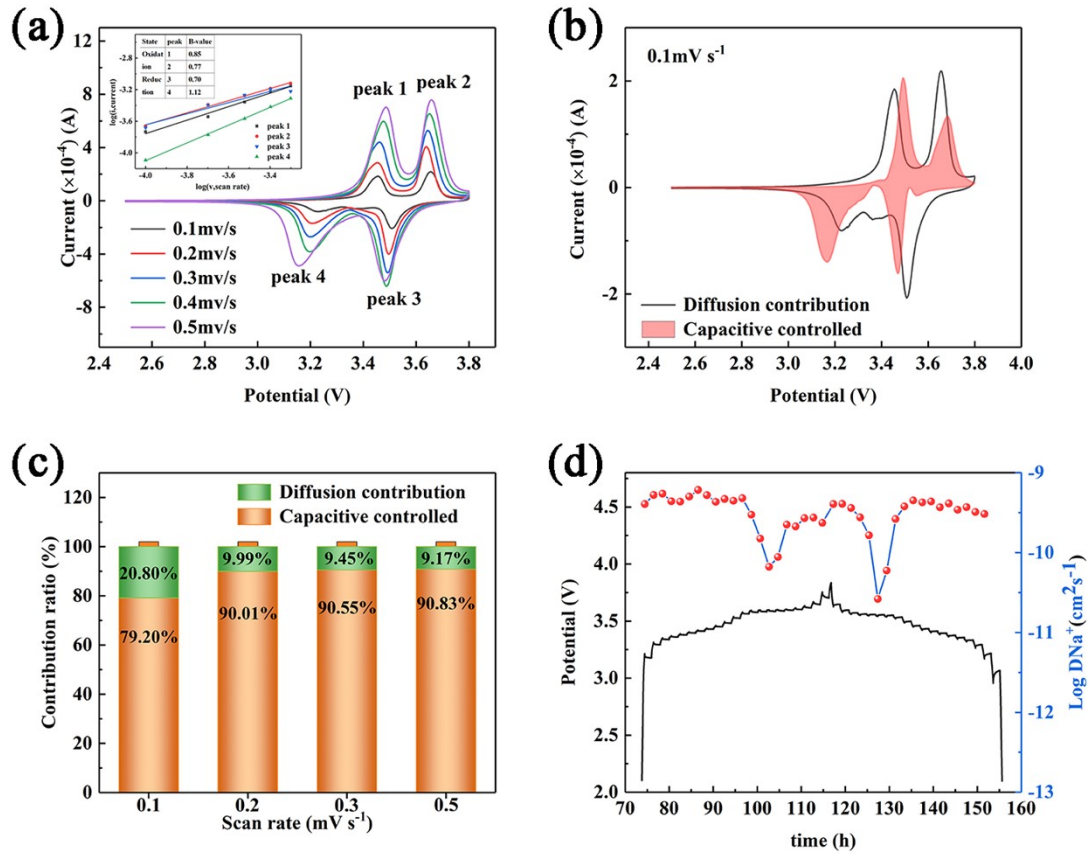 (a)
State peak B-value
Oxidat 1 0.85
ion 2 0.77
Reduc 3 0.70
tion 4 1.12
-2.8
-3.2
-3.6
-4.0
log(i,current)
-4.0 -3.8 -3.6 -3.4
log(v,scan rate)
peak 1
peak 2
peak 3
peak 4
peak 1
peak 2
peak 3
peak 4
12
9
6
3
0
-3
-6
-9
Current (×10⁻⁴) (A)
0.1mv/s
0.2mv/s
0.3mv/s
0.4mv/s
0.5mv/s
2.4 2.6 2.8 3.0 3.2 3.4 3.6 3.8
Potential (V)
(b)
0.1mV s⁻¹
2
0
-2
Current (×10⁻⁴) (A)
Diffusion contribution
Capacitive controlled
2.4 2.6 2.8 3.0 3.2 3.4 3.6 3.8 4.0
Potential (V)
(c)
Diffusion contribution
Capacitive controlled
120
100
80
60
40
20
0
Contribution ratio (%)
20.80% 9.99% 9.45% 9.17%
79.20% 90.01% 90.55% 90.83%
0.1 0.2 0.3 0.5
Scan rate (mV s⁻¹)
(d)
4.5
4.0
3.5
3.0
2.5
2.0
Potential (V)
-9
-10
-11
-12
-13
Log DNa⁺(cm²s⁻¹)
70 80 90 100 110 120 130 140 150 160
time (h)